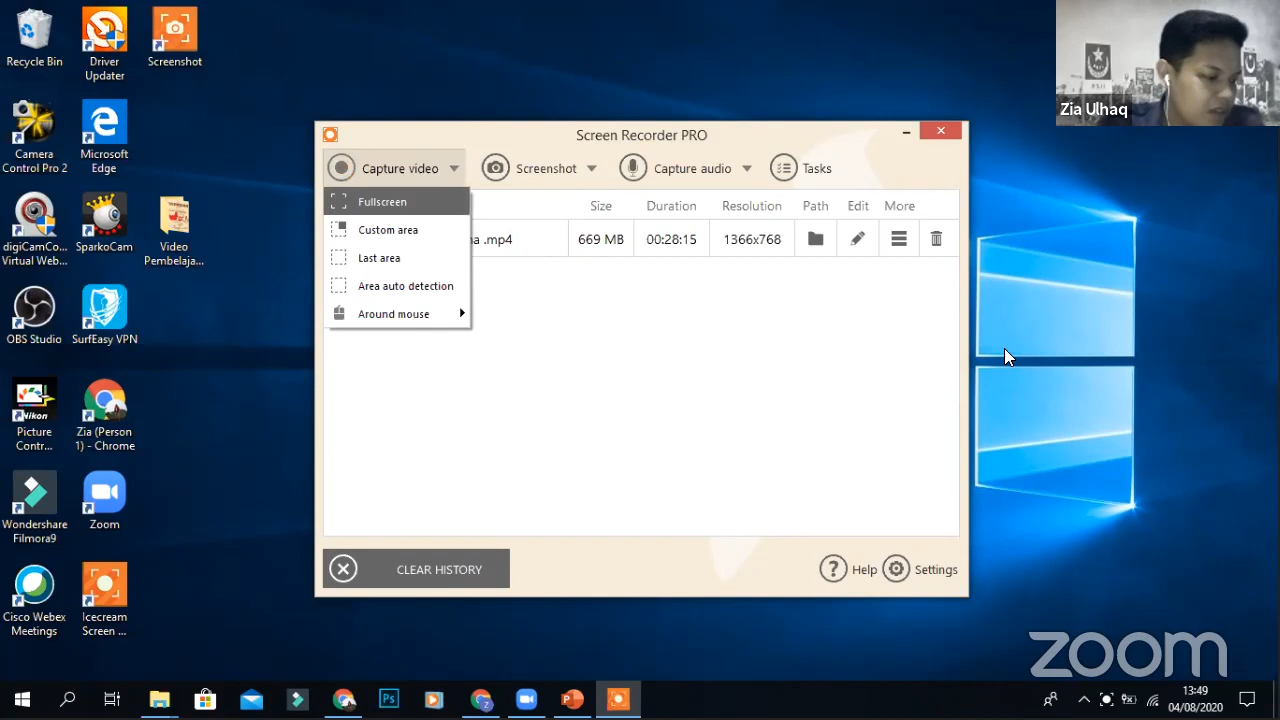 Recycle Bin
Driver
Updater
Screenshot
Camera
Control Pro 2
Microsoft
Edge
digiCamCo...
Virtual Web...
SparkoCam
Video
Pembelaja...
OBS Studio
SurfEasy VPN
Nikon
Picture
Contr...
Zia (Person
1) - Chrome
Wondershare
Filmora9
Zoom
Cisco Webex
Meetings
Icecream
Screen ...
Screen Recorder PRO
Capture video
Screenshot
Capture audio
Tasks
Fullscreen
Custom area
Last area
Area auto detection
Around mouse
Size
Duration
Resolution
Path
Edit
More
.mp4
669 MB
00:28:15
1366x768
CLEAR HISTORY
Help
Settings
Zia Ulhaq
zoom
Ps
13:49
04/08/2020